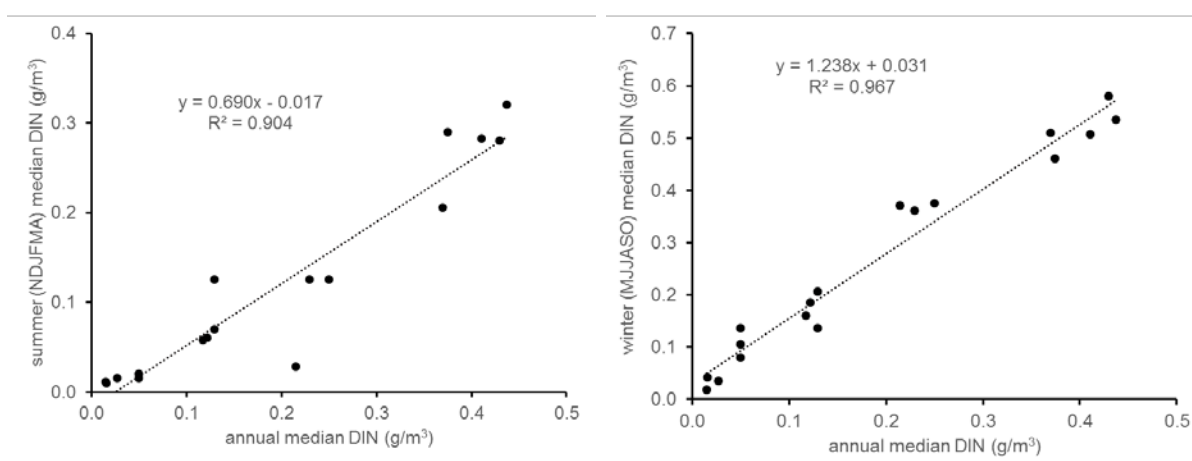 0.4
0.3
0.2
0.1
0.0
summer (NDJFMA) median DIN (g/m³)
y = 0.690x - 0.017
R² = 0.904
0.0 0.1 0.2 0.3 0.4 0.5
annual median DIN (g/m³)
0.7
0.6
0.5
0.4
0.3
0.2
0.1
0.0
winter (MJJASO) median DIN (g/m³)
y = 1.238x + 0.031
R² = 0.967
0.0 0.1 0.2 0.3 0.4 0.5
annual median DIN (g/m³)